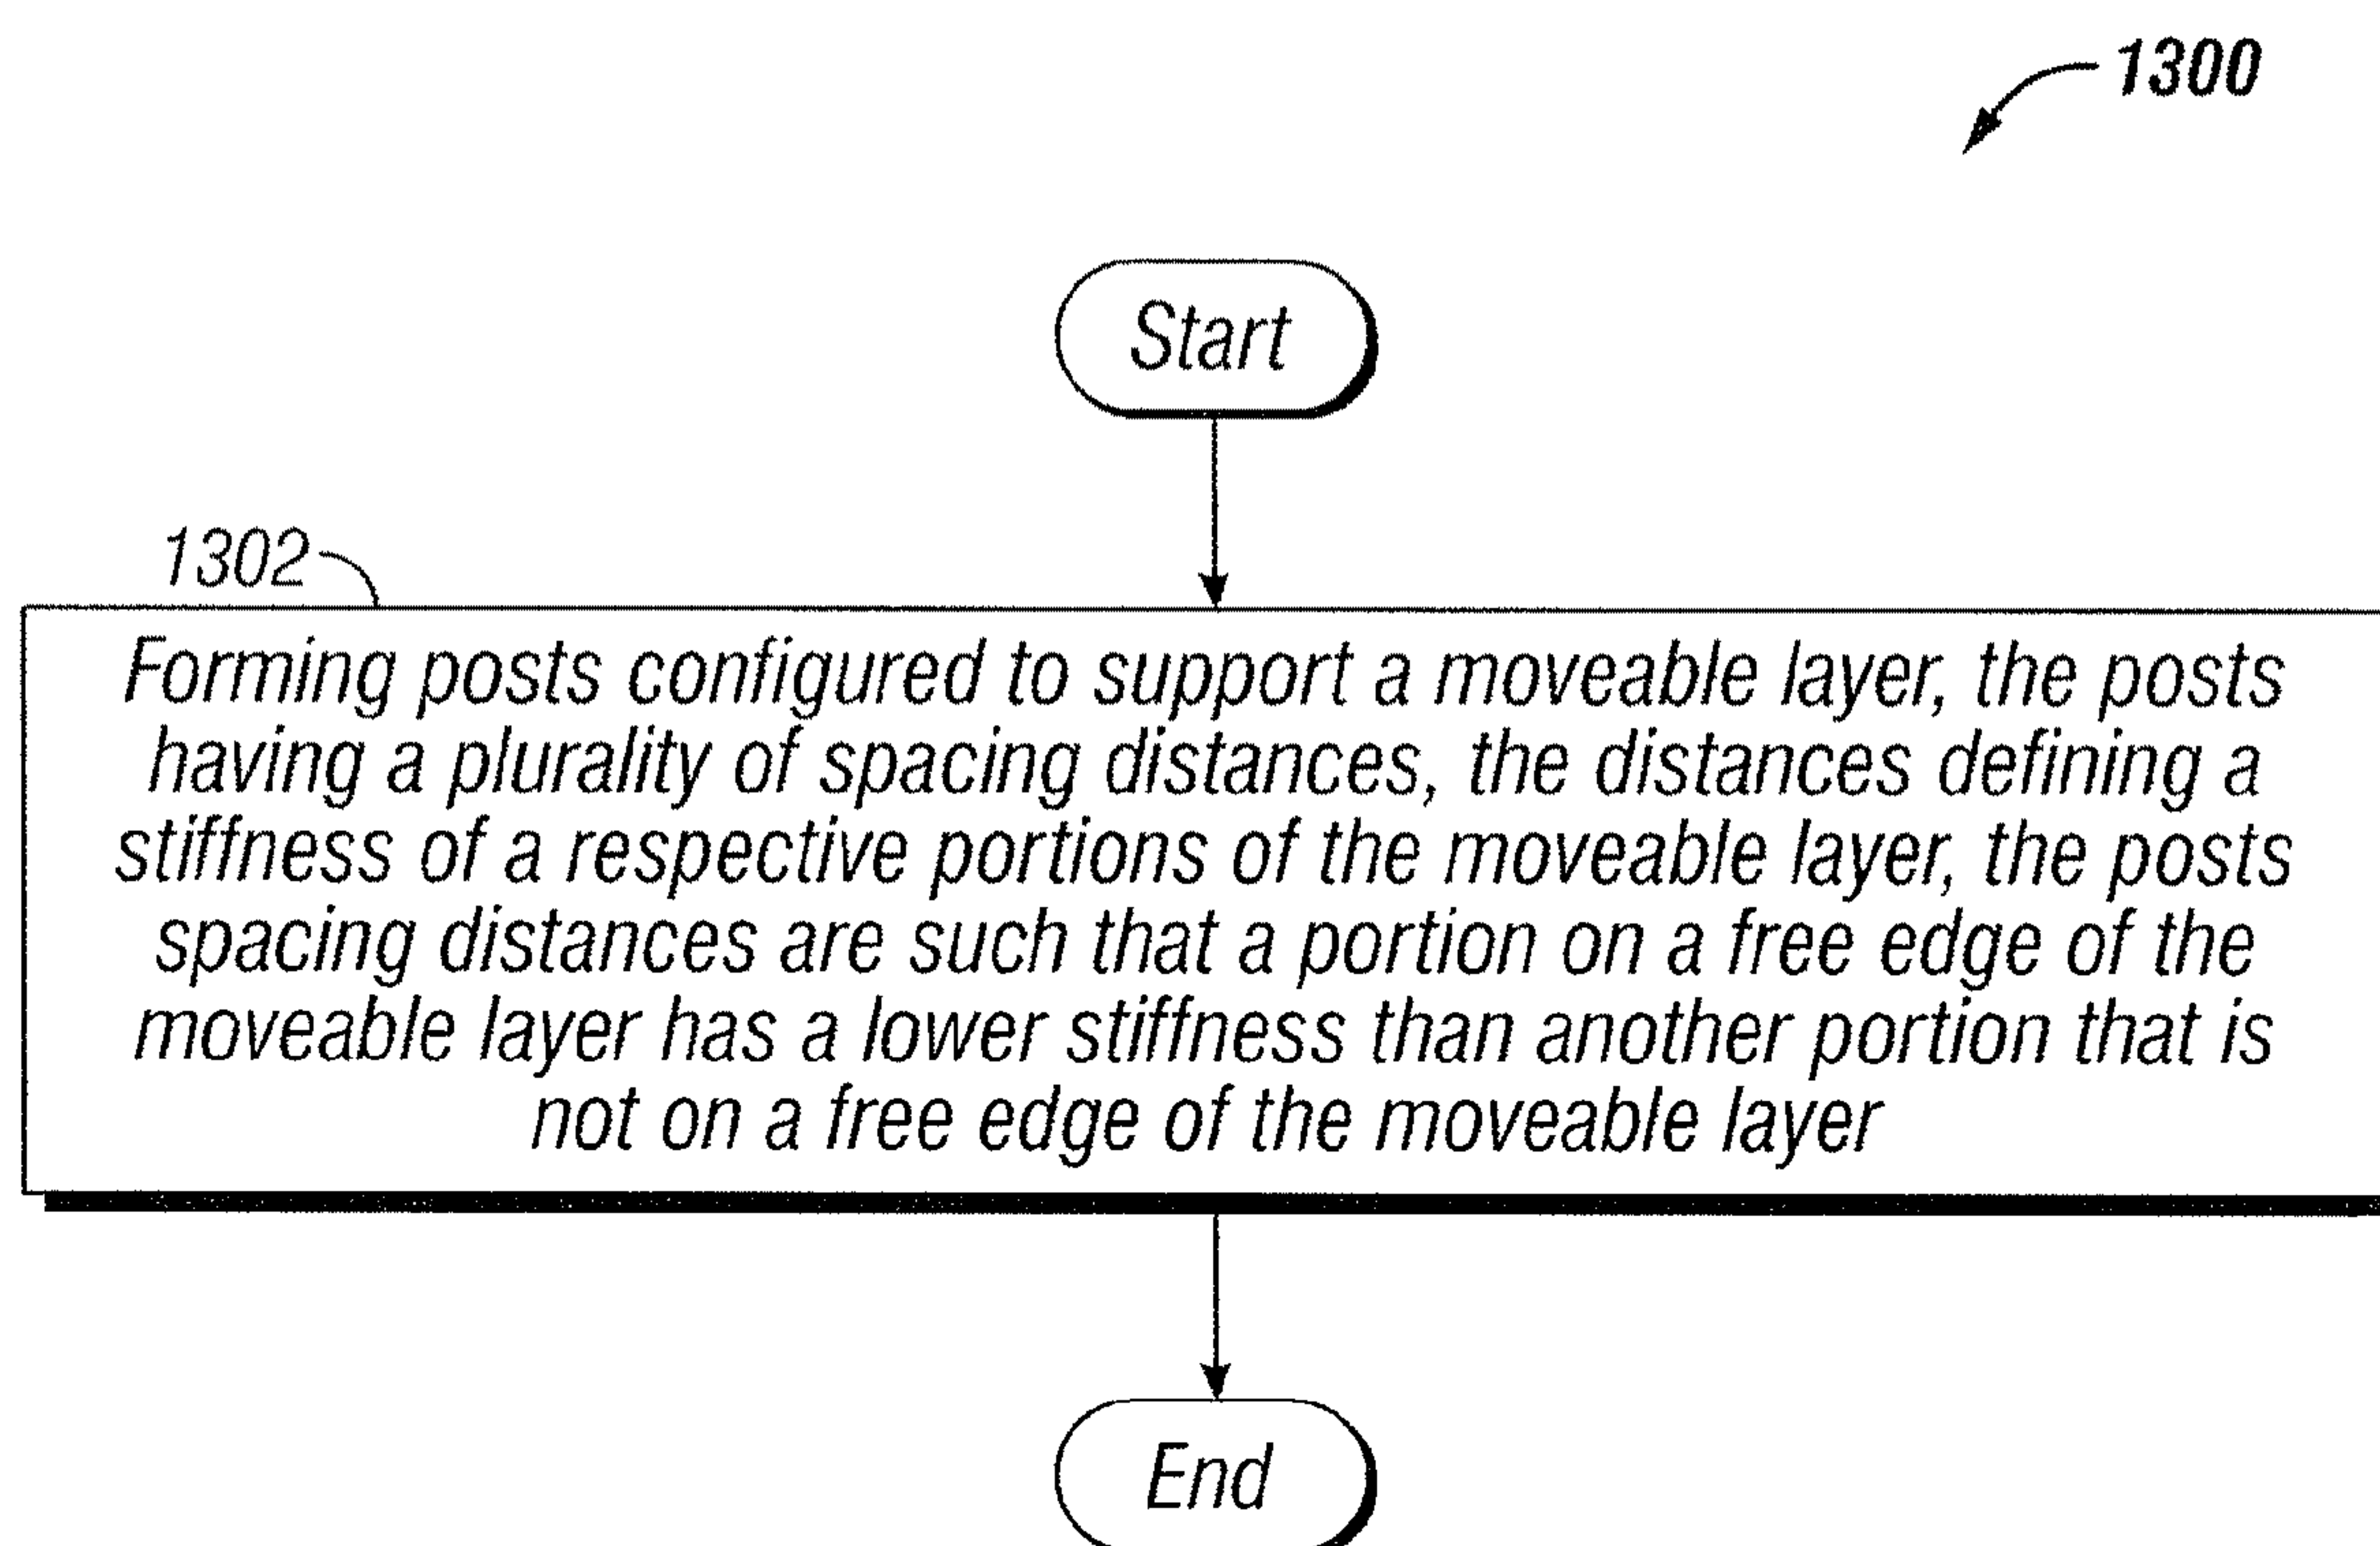 1300
Start
1302
Forming posts configured to support a moveable layer, the posts
having a plurality of spacing distances, the distances defining a
stiffness of a respective portions of the moveable layer, the posts
spacing distances are such that a portion on a free edge of the
moveable layer has a lower stiffness than another portion that is
not on a free edge of the moveable layer
End